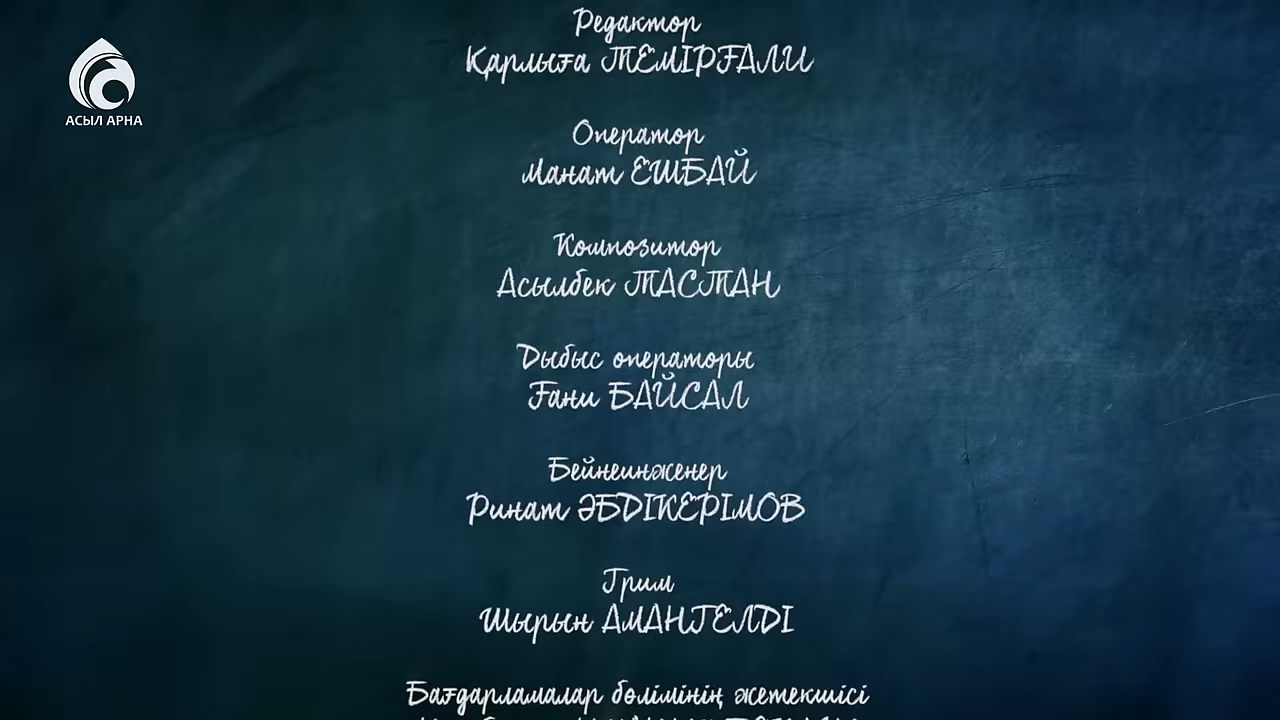 АСЫЛ АРНА
Редактор
Қарлыға ТЕМІРҒАЛИ
Оператор
Манат ЕШБАЙ
Композитор
Асылбек ТАСТАН
Дыбыс операторы
Ғани БАЙСАЛ
Бейнеинженер
Ринат ӘБДІКЕРІМОВ
Грим
Шырын АМАНГЕЛДІ
Бағдарламалар бөлімінің жетекшісі